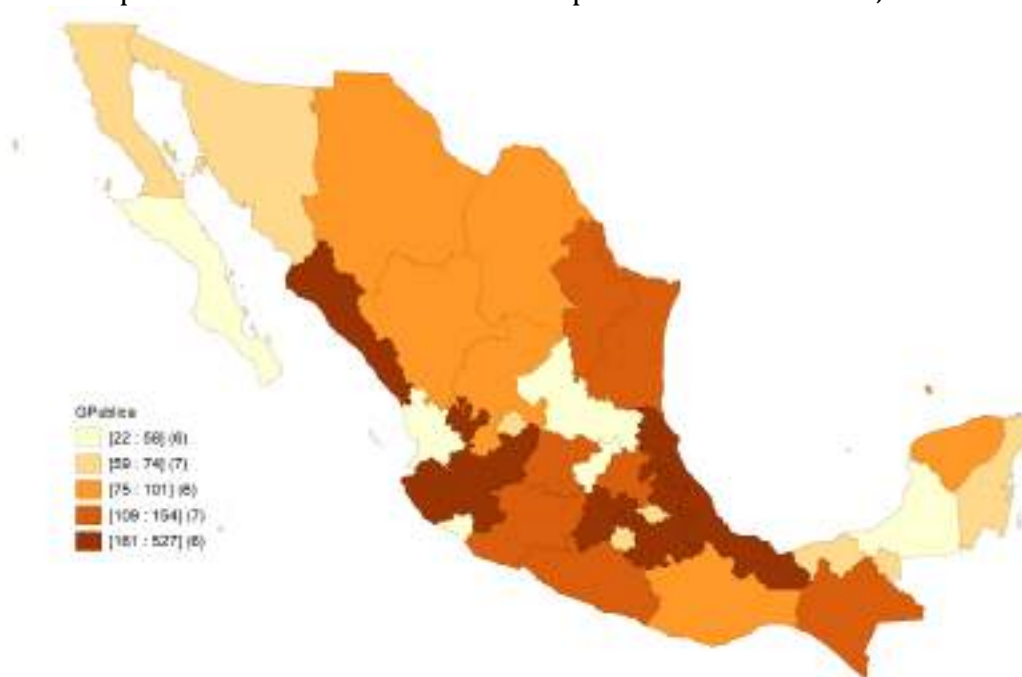 GPublica
[22 : 58] (6)
[59 : 74] (7)
[75 : 101] (6)
[109 : 154] (7)
[161 : 527] (6)